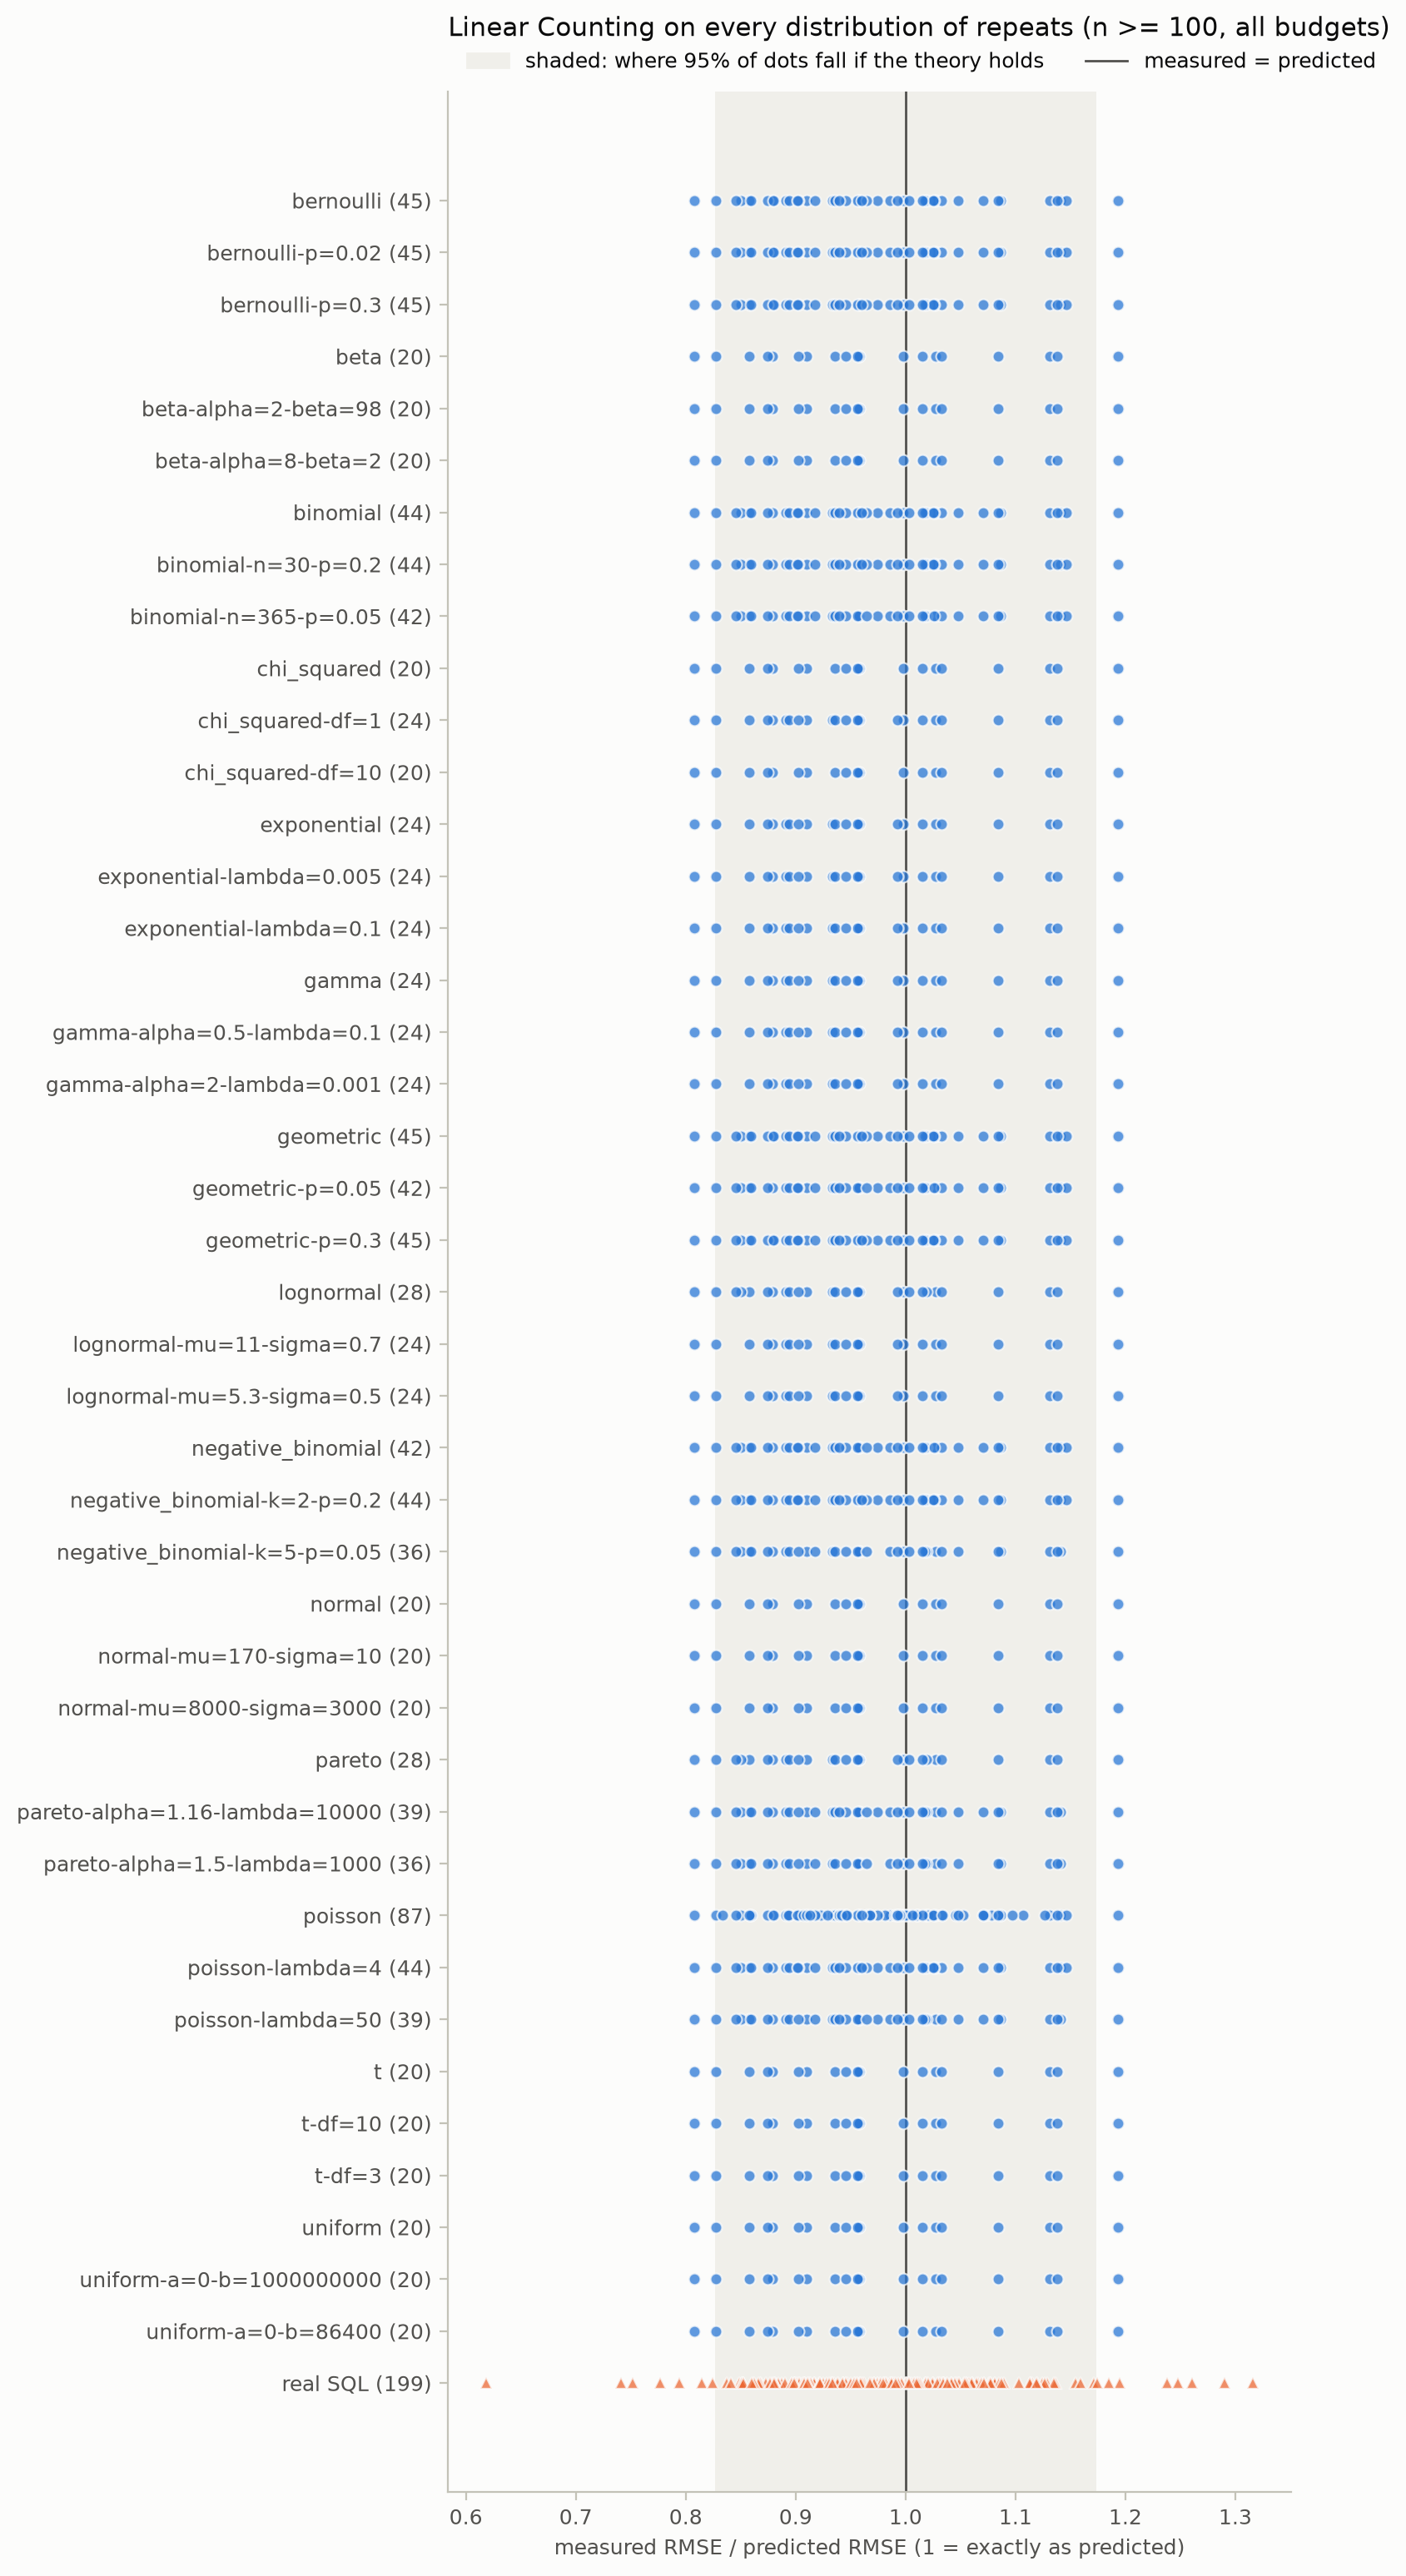 Linear Counting on every distribution of repeats (n >= 100, all budgets)
shaded: where 95% of dots fall if the theory holds
measured = predicted
bernoulli (45)
bernoulli-p=0.02 (45)
bernoulli-p=0.3 (45)
beta (20)
beta-alpha=2-beta=98 (20)
beta-alpha=8-beta=2 (20)
binomial (44)
binomial-n=30-p=0.2 (44)
binomial-n=365-p=0.05 (42)
chi_squared (20)
chi_squared-df=1 (24)
chi_squared-df=10 (20)
exponential (24)
exponential-lambda=0.005 (24)
exponential-lambda=0.1 (24)
gamma (24)
gamma-alpha=0.5-lambda=0.1 (24)
gamma-alpha=2-lambda=0.001 (24)
geometric (45)
geometric-p=0.05 (42)
geometric-p=0.3 (45)
lognormal (28)
lognormal-mu=11-sigma=0.7 (24)
lognormal-mu=5.3-sigma=0.5 (24)
negative_binomial (42)
negative_binomial-k=2-p=0.2 (44)
negative_binomial-k=5-p=0.05 (36)
normal (20)
normal-mu=170-sigma=10 (20)
normal-mu=8000-sigma=3000 (20)
pareto (28)
pareto-alpha=1.16-lambda=10000 (39)
pareto-alpha=1.5-lambda=1000 (36)
poisson (87)
poisson-lambda=4 (44)
poisson-lambda=50 (39)
t (20)
t-df=10 (20)
t-df=3 (20)
uniform (20)
uniform-a=0-b=1000000000 (20)
uniform-a=0-b=86400 (20)
real SQL (199)
0.6 0.7 0.8 0.9 1.0 1.1 1.2 1.3
measured RMSE / predicted RMSE (1 = exactly as predicted)